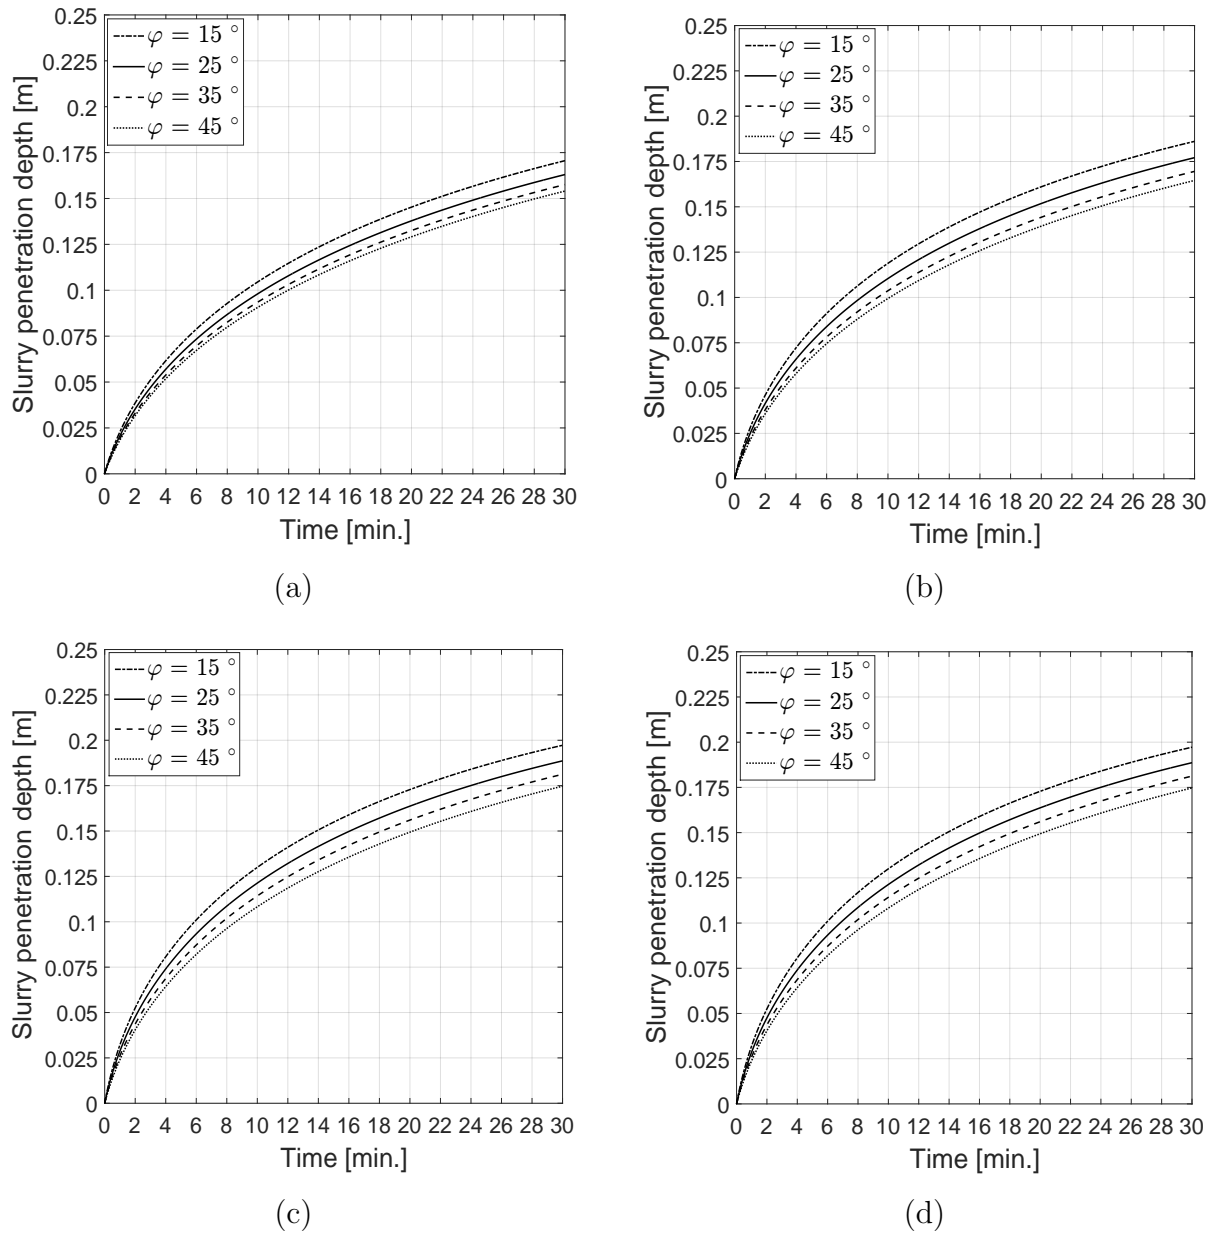 0.25
0.225
0.2
0.175
0.15
0.125
0.1
0.075
0.05
0.025
0
φ = 15 °
φ = 25 °
φ = 35 °
φ = 45 °
Slurry penetration depth [m]
0 2 4 6 8 10 12 14 16 18 20 22 24 26 28 30
Time [min.]
(a)
0.25
0.225
0.2
0.175
0.15
0.125
0.1
0.075
0.05
0.025
0
φ = 15 °
φ = 25 °
φ = 35 °
φ = 45 °
Slurry penetration depth [m]
0 2 4 6 8 10 12 14 16 18 20 22 24 26 28 30
Time [min.]
(b)
0.25
0.225
0.2
0.175
0.15
0.125
0.1
0.075
0.05
0.025
0
φ = 15 °
φ = 25 °
φ = 35 °
φ = 45 °
Slurry penetration depth [m]
0 2 4 6 8 10 12 14 16 18 20 22 24 26 28 30
Time [min.]
(c)
0.25
0.225
0.2
0.175
0.15
0.125
0.1
0.075
0.05
0.025
0
φ = 15 °
φ = 25 °
φ = 35 °
φ = 45 °
Slurry penetration depth [m]
0 2 4 6 8 10 12 14 16 18 20 22 24 26 28 30
Time [min.]
(d)